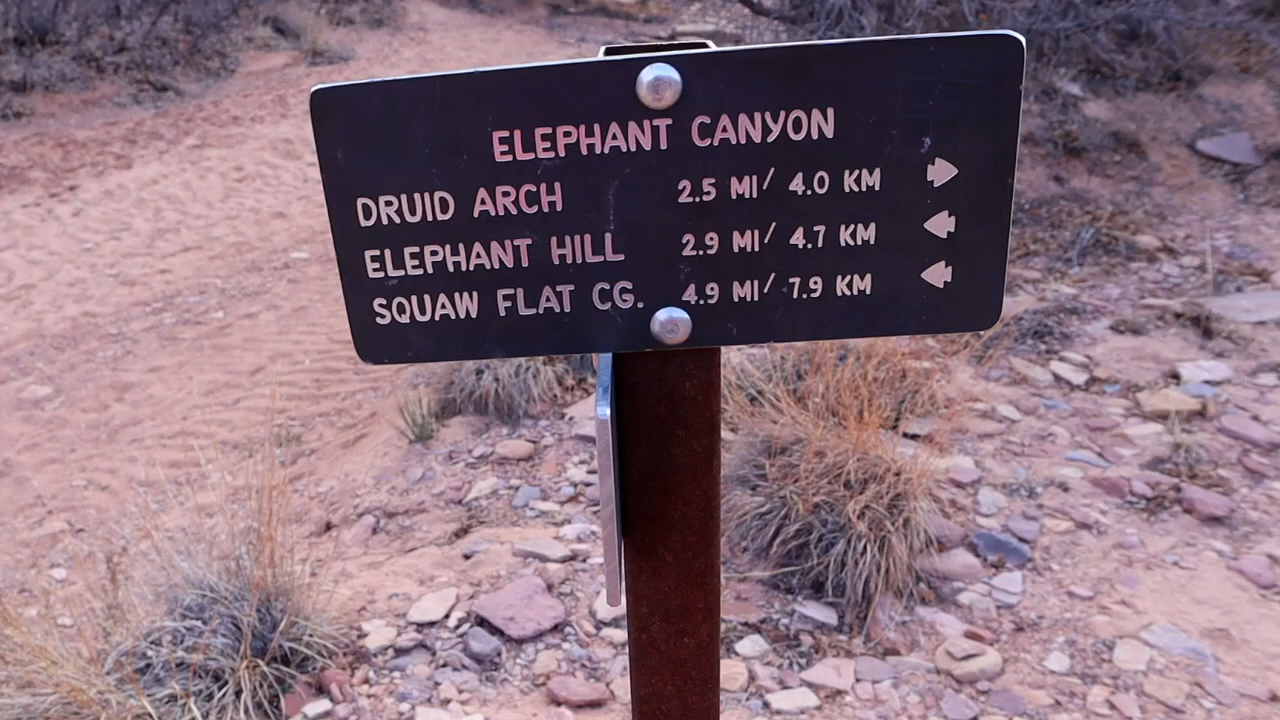 ELEPHANT CANYON
DRUID ARCH 2.5 MI/ 4.0 KM
ELEPHANT HILL 2.9 MI/ 4.7 KM
SQUAW FLAT CG. 4.9 MI/ 7.9 KM